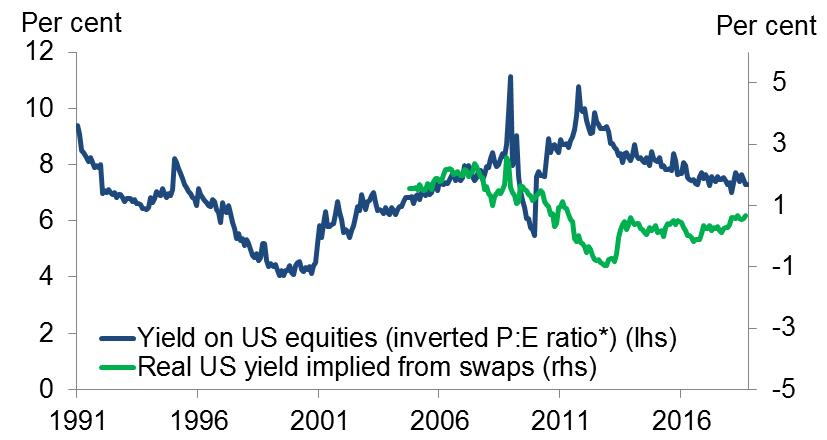 Per cent
Per cent
12
10
8
6
4
2
0
5
3
1
-1
-3
-5
Yield on US equities (inverted P:E ratio*) (lhs)
Real US yield implied from swaps (rhs)
1991 1996 2001 2006 2011 2016